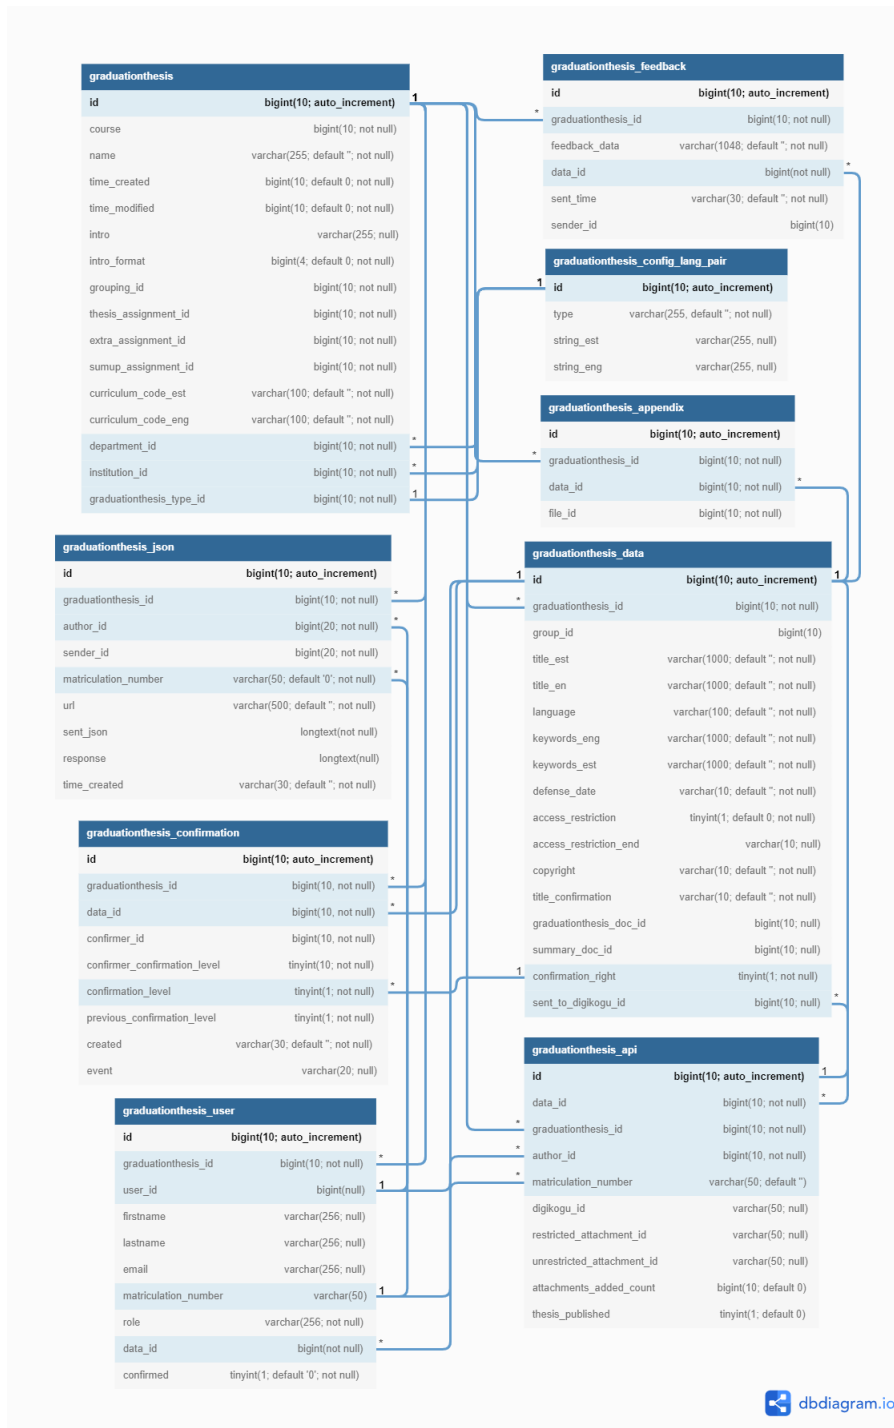 graduationthesis
id bigint(10; auto_increment) 1
course bigint(10; not null)
name varchar(255; default ''; not null)
time_created bigint(10; default 0; not null)
time_modified bigint(10; default 0; not null)
intro varchar(255; null)
intro_format bigint(4; default 0; not null)
grouping_id bigint(10; not null)
thesis_assignment_id bigint(10; not null)
extra_assignment_id bigint(10; not null)
sumup_assignment_id bigint(10; not null)
curriculum_code_est varchar(100; default ''; not null)
curriculum_code_eng varchar(100; default ''; not null)
department_id bigint(10; not null) *
institution_id bigint(10; not null) *
graduationthesis_type_id bigint(10; not null) 1
graduationthesis_feedback
id bigint(10; auto_increment)
* graduationthesis_id bigint(10; not null)
feedback_data varchar(1048; default ''; not null)
data_id bigint(not null) *
sent_time varchar(30; default ''; not null)
sender_id bigint(10)
graduationthesis_config_lang_pair
1 id bigint(10; auto_increment)
type varchar(255, default ''; not null)
string_est varchar(255, null)
string_eng varchar(255, null)
graduationthesis_appendix
id bigint(10; auto_increment)
* graduationthesis_id bigint(10; not null)
data_id bigint(10; not null) *
file_id bigint(10; not null)
graduationthesis_json
id bigint(10; auto_increment)
graduationthesis_id bigint(10; not null) *
author_id bigint(20; not null) *
sender_id bigint(20; not null)
matriculation_number varchar(50; default '0'; not null) *
url varchar(500; default ''; not null)
sent_json longtext(not null)
response longtext(null)
time_created varchar(30; default ''; not null)
graduationthesis_data
1 id bigint(10; auto_increment) 1
* graduationthesis_id bigint(10; not null)
group_id bigint(10)
title_est varchar(1000; default ''; not null)
title_en varchar(1000; default ''; not null)
language varchar(100; default ''; not null)
keywords_eng varchar(1000; default ''; not null)
keywords_est varchar(1000; default ''; not null)
defense_date varchar(10; default ''; not null)
access_restriction tinyint(1; default 0; not null)
access_restriction_end varchar(10; null)
copyright varchar(10; default ''; not null)
title_confirmation varchar(10; default ''; not null)
graduationthesis_doc_id bigint(10; null)
summary_doc_id bigint(10; null)
1 confirmation_right tinyint(1; not null)
sent_to_digikogu_id bigint(10; null) *
graduationthesis_confirmation
id bigint(10; auto_increment)
graduationthesis_id bigint(10, not null) *
data_id bigint(10, not null) *
confirmer_id bigint(10, not null)
confirmer_confirmation_level tinyint(10; not null)
confirmation_level tinyint(1; not null) *
previous_confirmation_level tinyint(1; not null)
created varchar(30; default ''; not null)
event varchar(20; null)
graduationthesis_api
id bigint(10; auto_increment) 1
data_id bigint(10; not null) *
* graduationthesis_id bigint(10; not null)
* author_id bigint(10, not null)
* matriculation_number varchar(50; default '')
digikogu_id varchar(50; null)
restricted_attachment_id varchar(50; null)
unrestricted_attachment_id varchar(50; null)
attachments_added_count bigint(10; default 0)
thesis_published tinyint(1; default 0)
graduationthesis_user
id bigint(10; auto_increment)
graduationthesis_id bigint(10; not null) *
user_id bigint(null) 1
firstname varchar(256; null)
lastname varchar(256; null)
email varchar(256; null)
matriculation_number varchar(50) 1
role varchar(256; not null)
data_id bigint(not null) *
confirmed tinyint(1; default '0'; not null)
dbdiagram.io